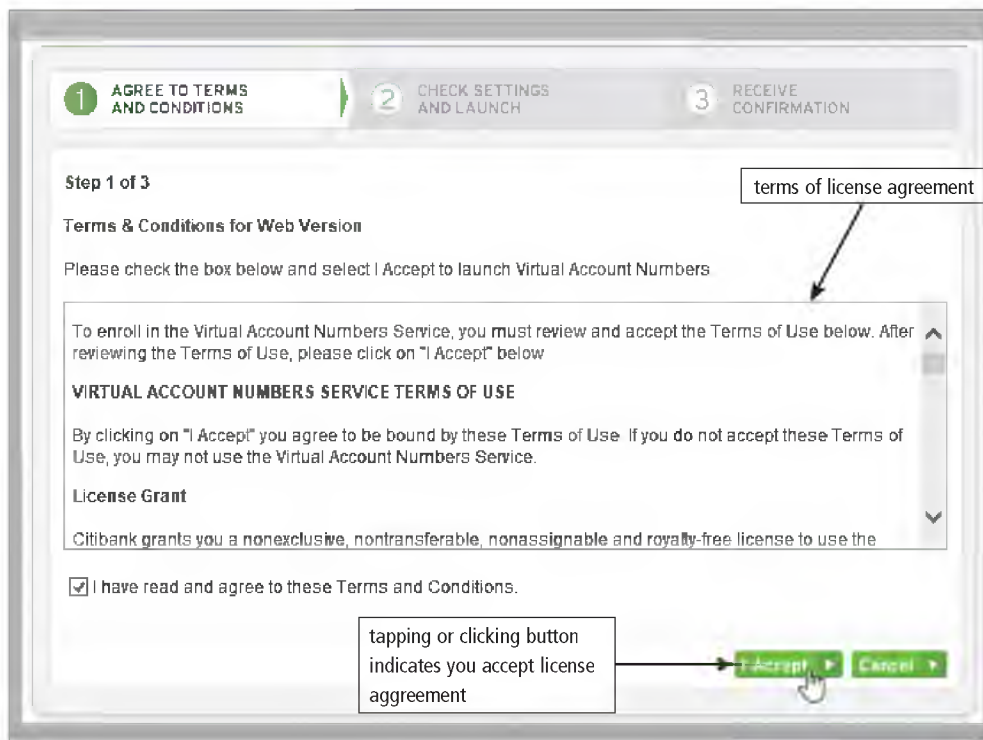 1 AGREE TO TERMS
AND CONDITIONS
2 CHECK SETTINGS
AND LAUNCH
3 RECEIVE
CONFIRMATION
Step 1 of 3
terms of license agreement
Terms & Conditions for Web Version
Please check the box below and select I Accept to launch Virtual Account Numbers
To enroll in the Virtual Account Numbers Service, you must review and accept the Terms of Use below. After
reviewing the Terms of Use, please click on "I Accept" below
VIRTUAL ACCOUNT NUMBERS SERVICE TERMS OF USE
By clicking on "I Accept" you agree to be bound by these Terms of Use If you do not accept these Terms of
Use, you may not use the Virtual Account Numbers Service.
License Grant
Citibank grants you a nonexclusive, nontransferable, nonassignable and royalty-free license to use the
I have read and agree to these Terms and Conditions.
tapping or clicking button
indicates you accept license
aggreement
I Accept
Cancel